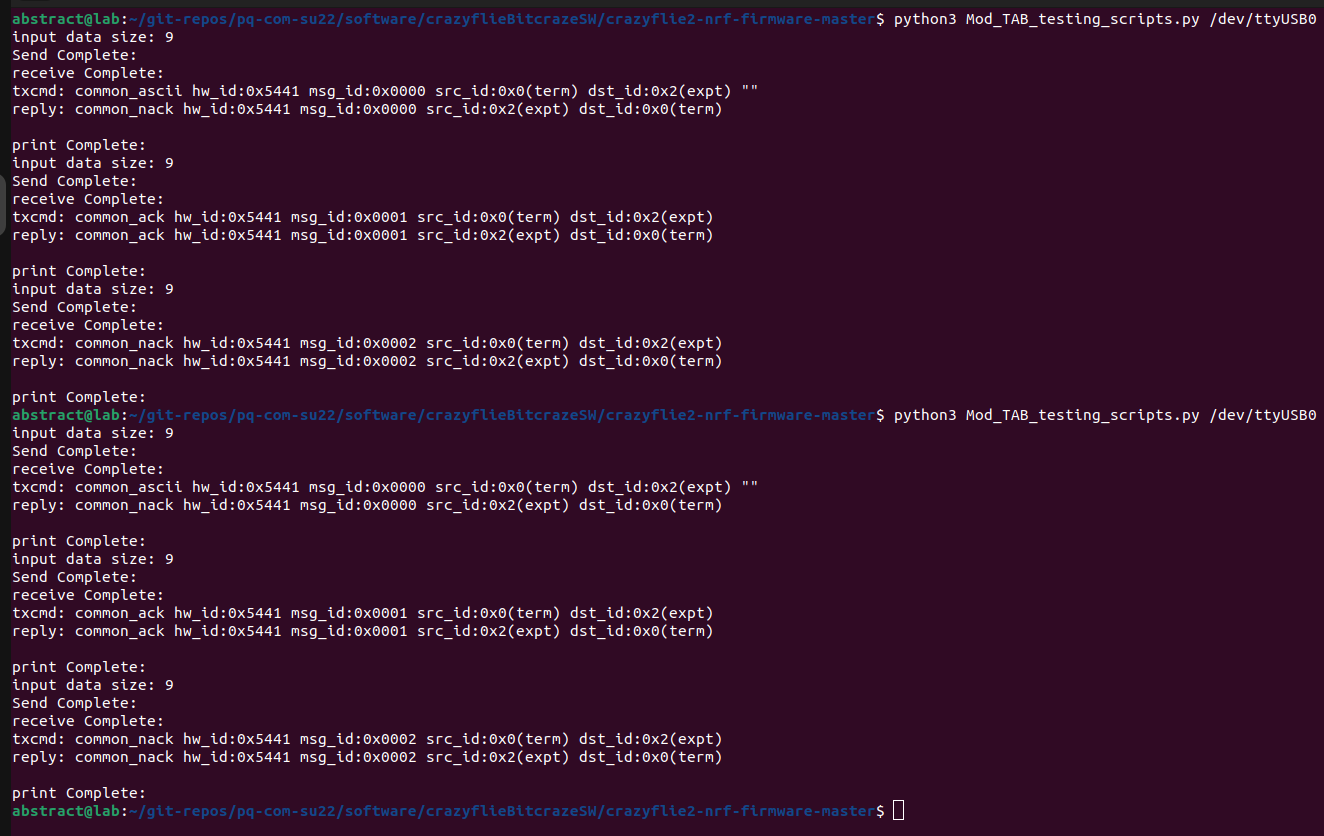 abstract@lab:~/git-repos/pq-com-su22/software/crazyflieBitcrazeSW/crazyflie2-nrf-firmware-master$ python3 Mod_TAB_testing_scripts.py /dev/ttyUSB0
input data size: 9
Send Complete:
receive Complete:
txcmd: common_ascii hw_id:0x5441 msg_id:0x0000 src_id:0x0(term) dst_id:0x2(expt) ""
reply: common_nack hw_id:0x5441 msg_id:0x0000 src_id:0x2(expt) dst_id:0x0(term)
print Complete:
input data size: 9
Send Complete:
receive Complete:
txcmd: common_ack hw_id:0x5441 msg_id:0x0001 src_id:0x0(term) dst_id:0x2(expt)
reply: common_ack hw_id:0x5441 msg_id:0x0001 src_id:0x2(expt) dst_id:0x0(term)
print Complete:
input data size: 9
Send Complete:
receive Complete:
txcmd: common_nack hw_id:0x5441 msg_id:0x0002 src_id:0x0(term) dst_id:0x2(expt)
reply: common_nack hw_id:0x5441 msg_id:0x0002 src_id:0x2(expt) dst_id:0x0(term)
print Complete:
abstract@lab:~/git-repos/pq-com-su22/software/crazyflieBitcrazeSW/crazyflie2-nrf-firmware-master$ python3 Mod_TAB_testing_scripts.py /dev/ttyUSB0
input data size: 9
Send Complete:
receive Complete:
txcmd: common_ascii hw_id:0x5441 msg_id:0x0000 src_id:0x0(term) dst_id:0x2(expt) ""
reply: common_nack hw_id:0x5441 msg_id:0x0000 src_id:0x2(expt) dst_id:0x0(term)
print Complete:
input data size: 9
Send Complete:
receive Complete:
txcmd: common_ack hw_id:0x5441 msg_id:0x0001 src_id:0x0(term) dst_id:0x2(expt)
reply: common_ack hw_id:0x5441 msg_id:0x0001 src_id:0x2(expt) dst_id:0x0(term)
print Complete:
input data size: 9
Send Complete:
receive Complete:
txcmd: common_nack hw_id:0x5441 msg_id:0x0002 src_id:0x0(term) dst_id:0x2(expt)
reply: common_nack hw_id:0x5441 msg_id:0x0002 src_id:0x2(expt) dst_id:0x0(term)
print Complete:
abstract@lab:~/git-repos/pq-com-su22/software/crazyflieBitcrazeSW/crazyflie2-nrf-firmware-master$